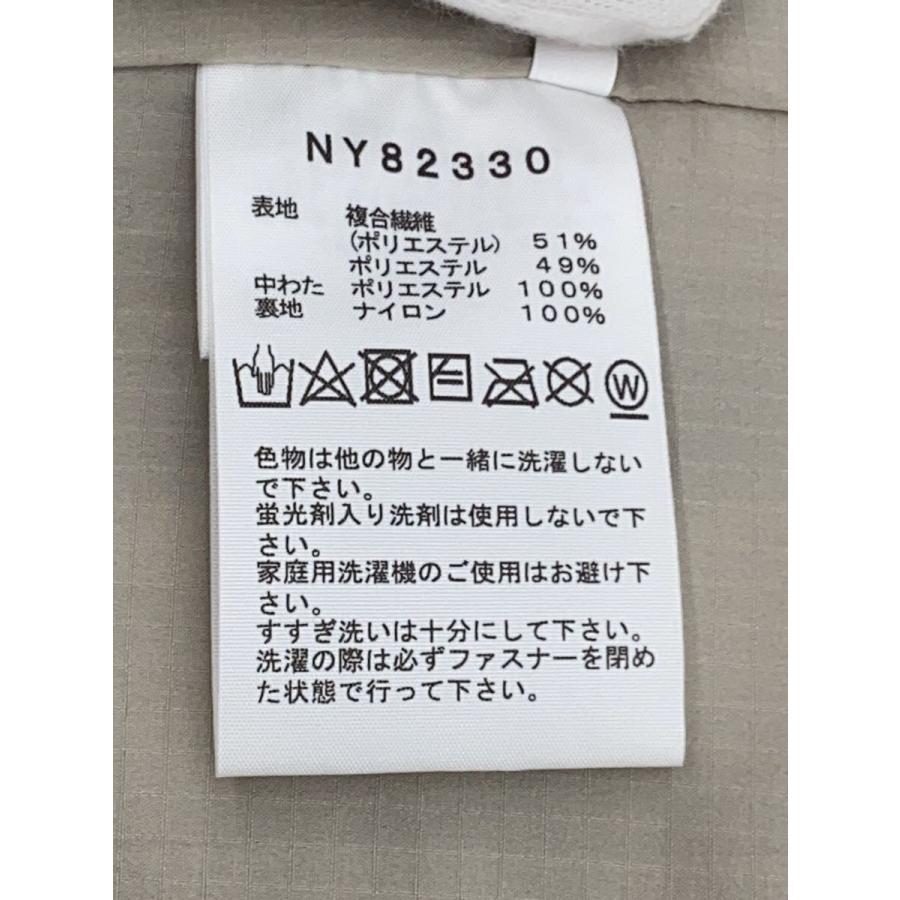 NY82330
表地 複合繊維
(ポリエステル) 51%
ポリエステル 49%
中わた ポリエステル 100%
裏地 ナイロン 100%
W
色物は他の物と一緒に洗濯しない
で下さい。
蛍光剤入り洗剤は使用しないで下
さい。
家庭用洗濯機のご使用はお避け下
さい。
すすぎ洗いは十分にして下さい。
洗濯の際は必ずファスナーを閉め
た状態で行って下さい。